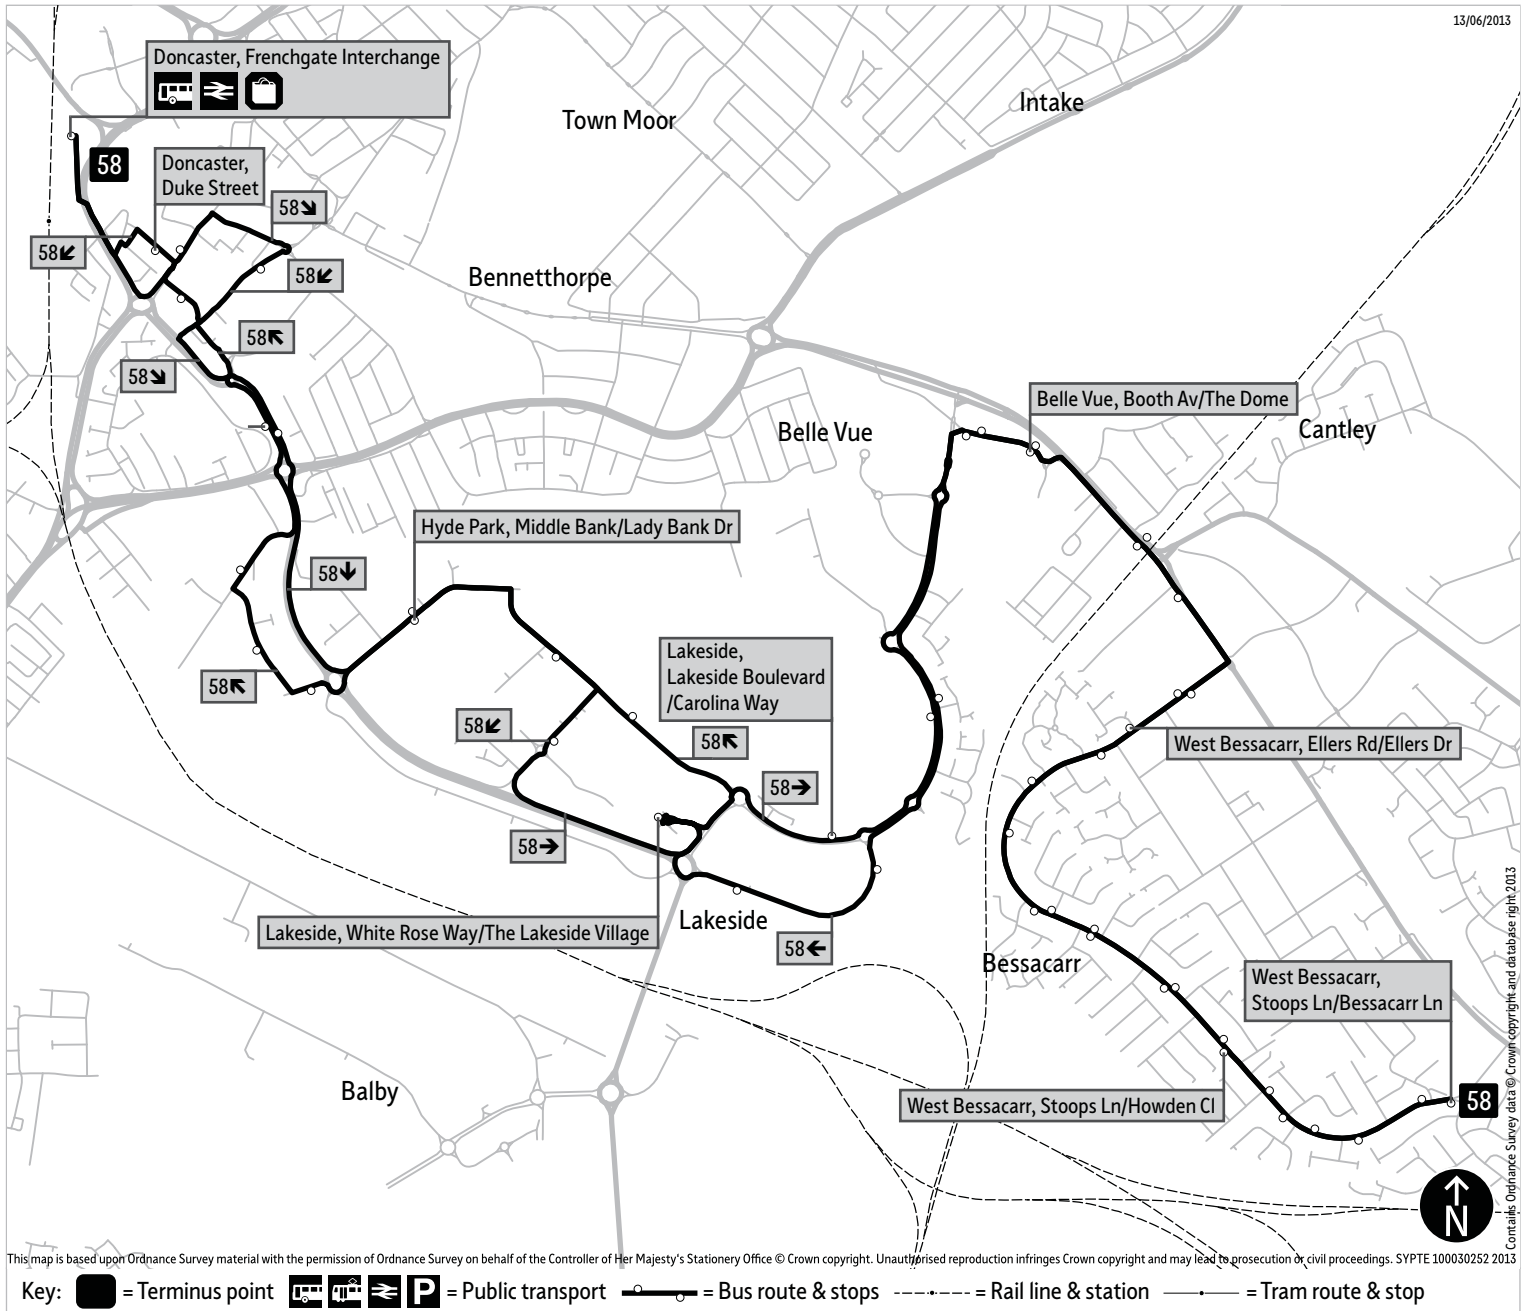 13/06/2013
Doncaster, Frenchgate Interchange
Intake
Town Moor
58
Doncaster,
Duke Street
58↘
58↙
58↙
Bennetthorpe
58↖
58↘
Belle Vue, Booth Av/The Dome
Belle Vue
Cantley
Hyde Park, Middle Bank/Lady Bank Dr
58↓
Lakeside,
Lakeside Boulevard
/Carolina Way
58↖
58↙
58↖
West Bessacarr, Ellers Rd/Ellers Dr
58→
58→
Lakeside
Lakeside, White Rose Way/The Lakeside Village
58←
Bessacarr
West Bessacarr,
Stoops Ln/Bessacarr Ln
Balby
West Bessacarr, Stoops Ln/Howden Cl
58
N
Contains Ordnance Survey data © Crown copyright and database right 2013
This map is based upon Ordnance Survey material with the permission of Ordnance Survey on behalf of the Controller of Her Majesty's Stationery Office © Crown copyright. Unauthorised reproduction infringes Crown copyright and may lead to prosecution or civil proceedings. SYPTE 100030252 2013
Key: = Terminus point P = Public transport = Bus route & stops = Rail line & station = Tram route & stop